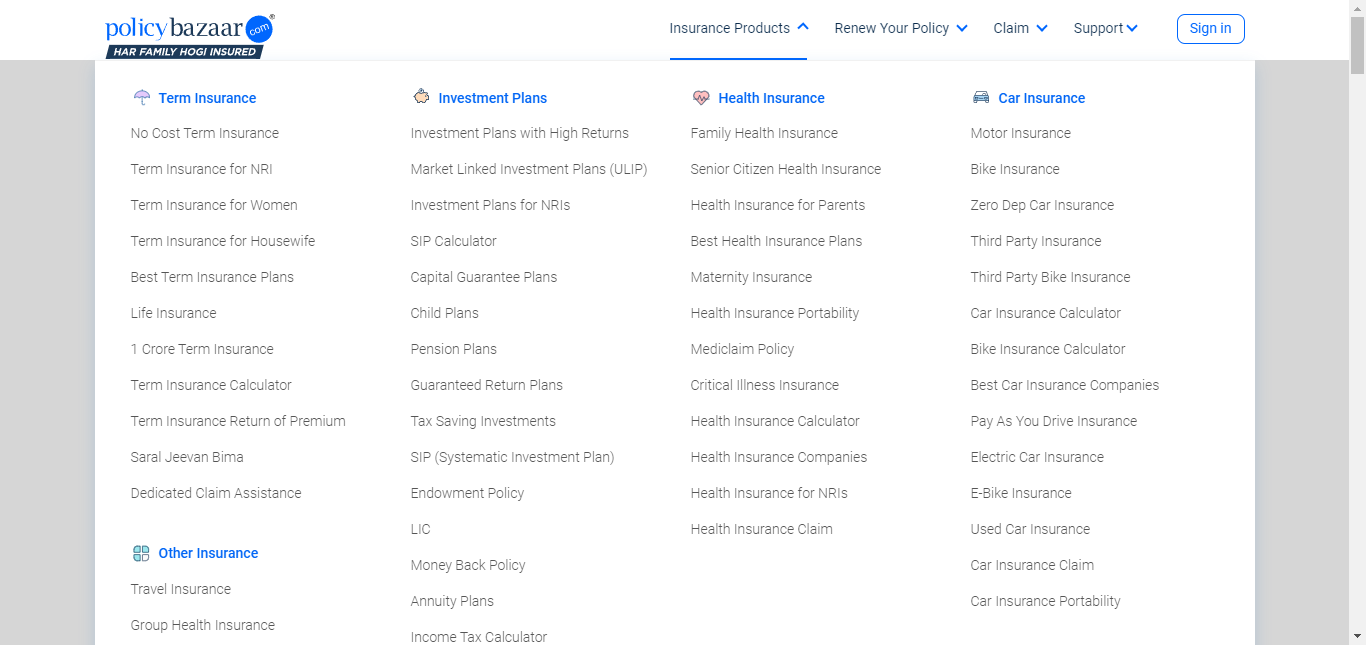 policybazaar.com®
HAR FAMILY HOGI INSURED
Insurance Products
Renew Your Policy
Claim
Support
Sign in
Term Insurance
No Cost Term Insurance
Term Insurance for NRI
Term Insurance for Women
Term Insurance for Housewife
Best Term Insurance Plans
Life Insurance
1 Crore Term Insurance
Term Insurance Calculator
Term Insurance Return of Premium
Saral Jeevan Bima
Dedicated Claim Assistance
Other Insurance
Travel Insurance
Group Health Insurance
Investment Plans
Investment Plans with High Returns
Market Linked Investment Plans (ULIP)
Investment Plans for NRIs
SIP Calculator
Capital Guarantee Plans
Child Plans
Pension Plans
Guaranteed Return Plans
Tax Saving Investments
SIP (Systematic Investment Plan)
Endowment Policy
LIC
Money Back Policy
Annuity Plans
Income Tax Calculator
Health Insurance
Family Health Insurance
Senior Citizen Health Insurance
Health Insurance for Parents
Best Health Insurance Plans
Maternity Insurance
Health Insurance Portability
Mediclaim Policy
Critical Illness Insurance
Health Insurance Calculator
Health Insurance Companies
Health Insurance for NRIs
Health Insurance Claim
Car Insurance
Motor Insurance
Bike Insurance
Zero Dep Car Insurance
Third Party Insurance
Third Party Bike Insurance
Car Insurance Calculator
Bike Insurance Calculator
Best Car Insurance Companies
Pay As You Drive Insurance
Electric Car Insurance
E-Bike Insurance
Used Car Insurance
Car Insurance Claim
Car Insurance Portability